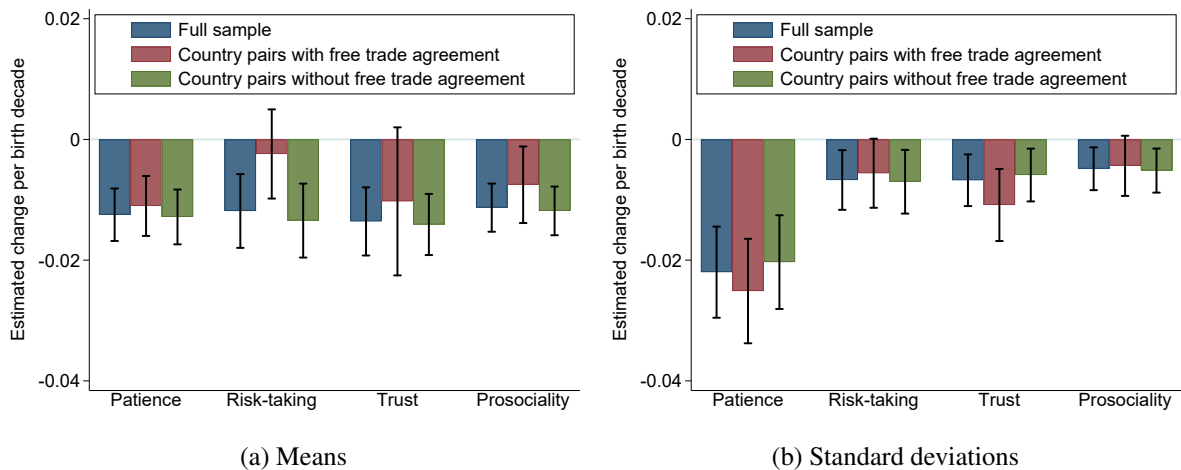 Estimated change per birth decade
0.02
0
-0.02
-0.04
Full sample
Country pairs with free trade agreement
Country pairs without free trade agreement
Patience Risk-taking Trust Prosociality
(a) Means
Estimated change per birth decade
0.02
0
-0.02
-0.04
Full sample
Country pairs with free trade agreement
Country pairs without free trade agreement
Patience Risk-taking Trust Prosociality
(b) Standard deviations